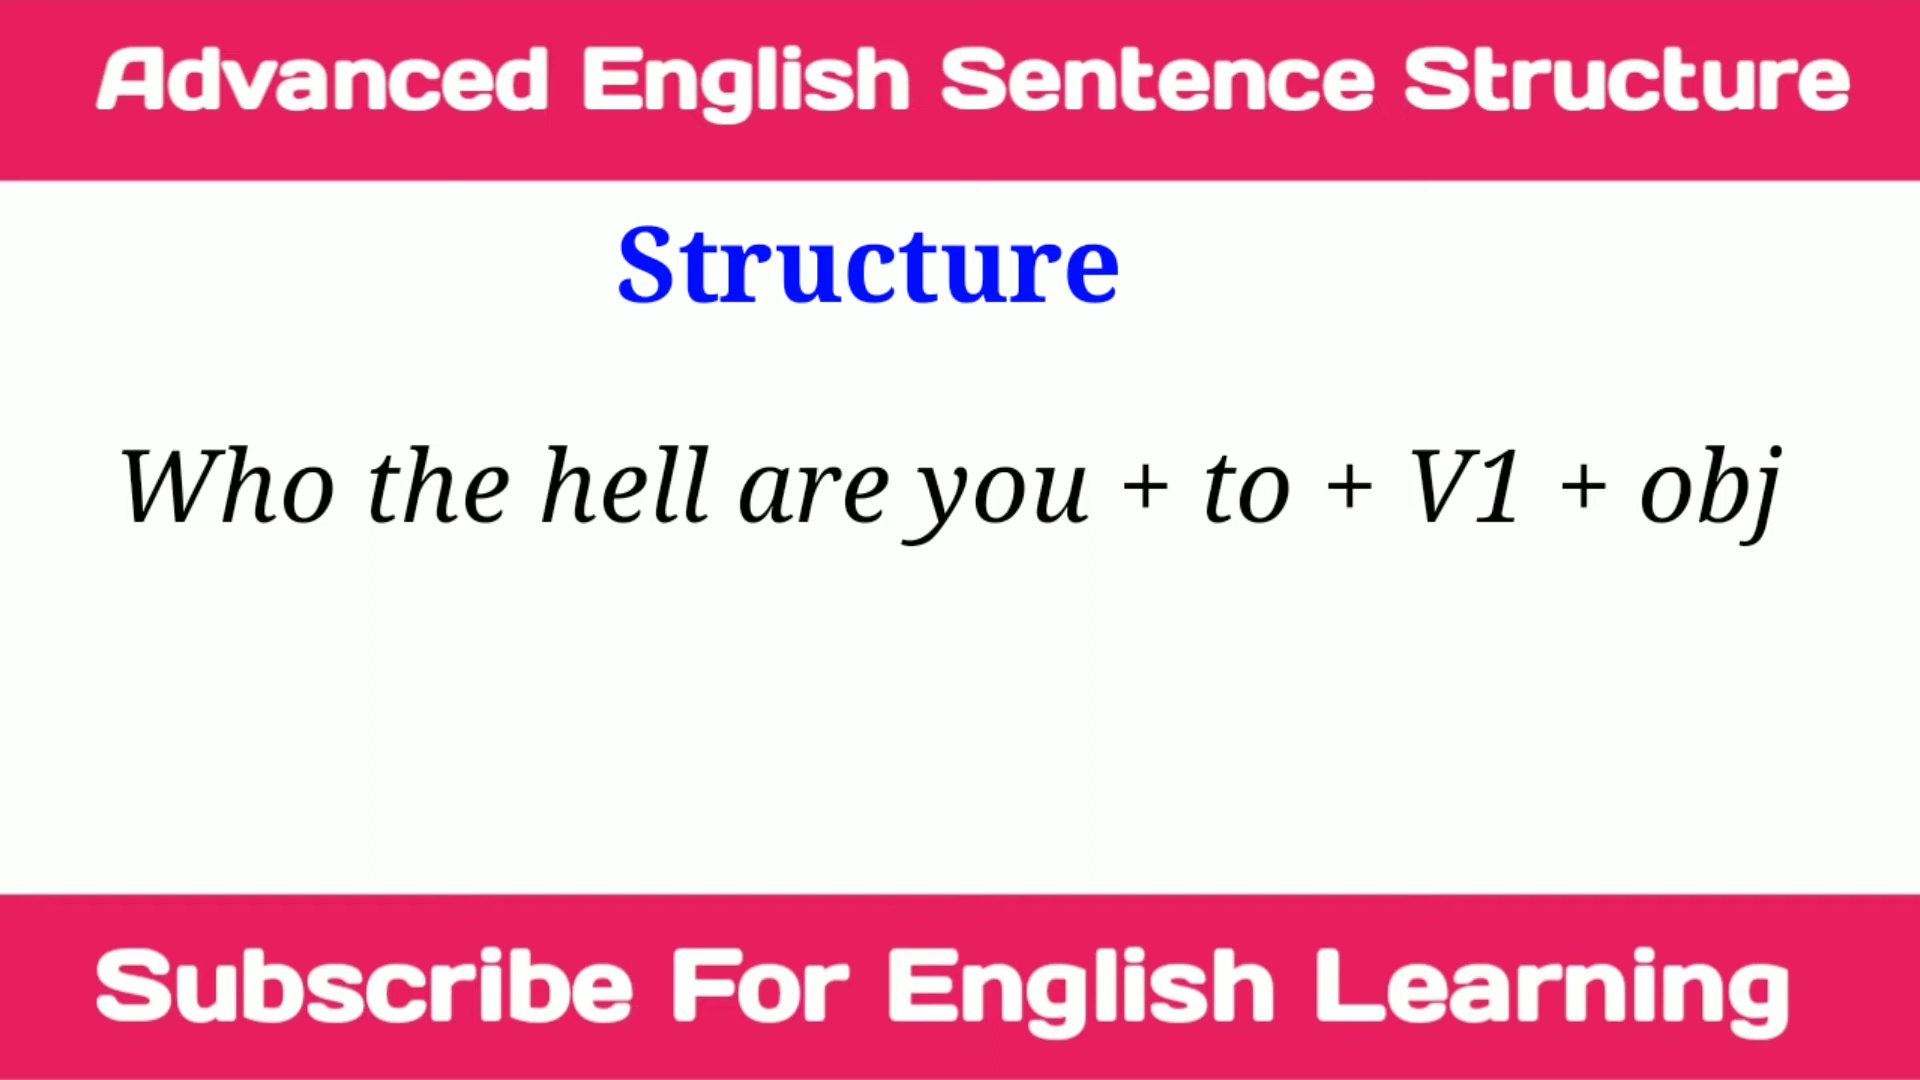 Advanced English Sentence Structure
Structure
Who the hell are you + to + V1 + obj
Subscribe For English Learning